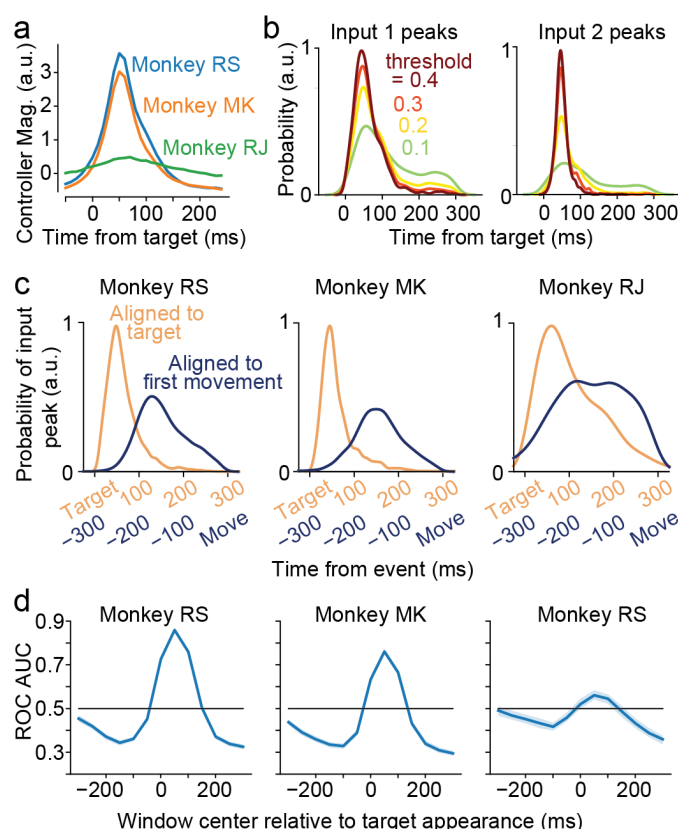 a
Controller Mag. (a.u.)
3
2
1
0
Monkey RS
Monkey MK
Monkey RJ
0 100 200
Time from target (ms)
b
Input 1 peaks
Input 2 peaks
Probability (a.u.)
1
0
threshold
= 0.4
0.3
0.2
0.1
0 100 200 300
1
0
0 100 200 300
Time from target (ms)
c
Monkey RS
Monkey MK
Monkey RJ
Probability of input
peak (a.u.)
1
0
Aligned to
target
Aligned to
first movement
1
0
1
0
Target 100 200 300
−300 −200 −100 Move
Target 100 200 300
−300 −200 −100 Move
Target 100 200 300
−300 −200 −100 Move
Time from event (ms)
d
Monkey RS
Monkey MK
Monkey RS
ROC AUC
0.9
0.7
0.5
0.3
−200 0 200
−200 0 200
−200 0 200
Window center relative to target appearance (ms)